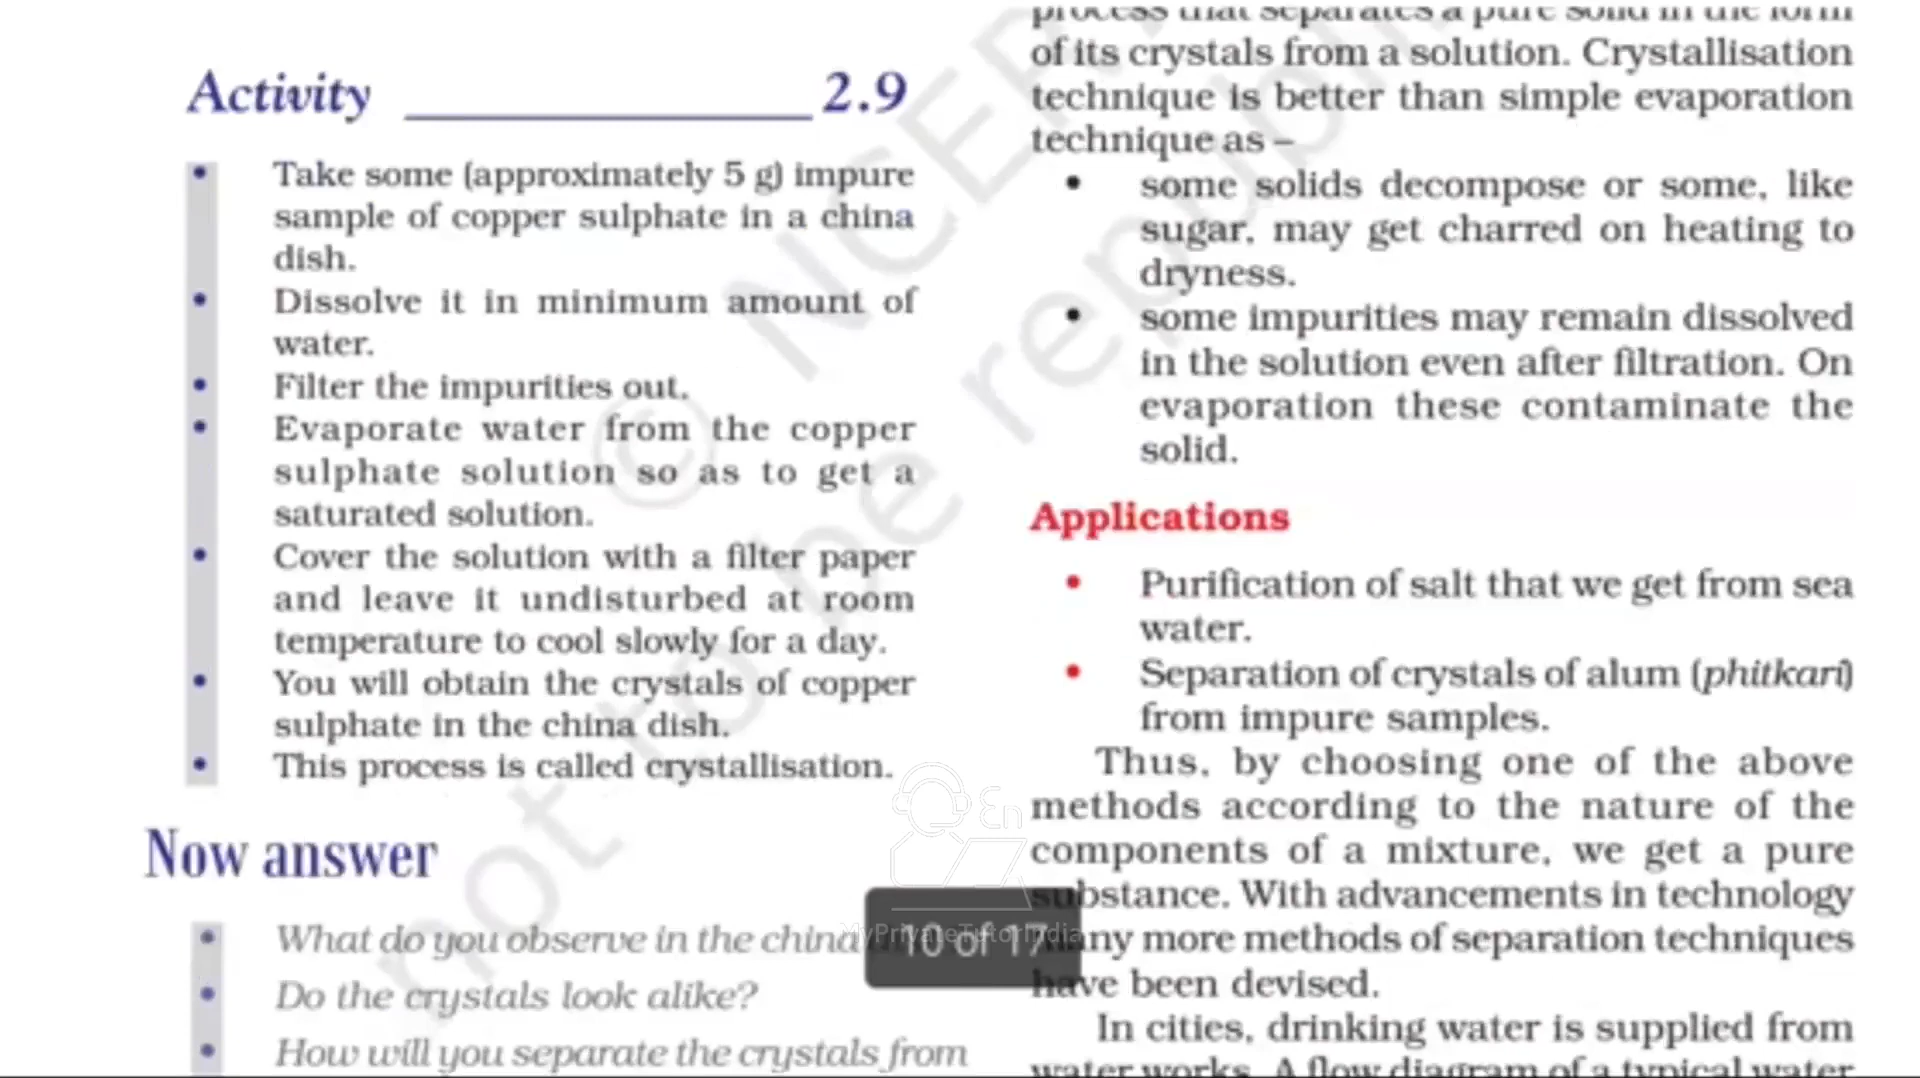 Activity 2.9
Take some (approximately 5 g) impure
sample of copper sulphate in a china
dish.
Dissolve it in minimum amount of
water.
Filter the impurities out.
Evaporate water from the copper
sulphate solution so as to get a
saturated solution.
Cover the solution with a filter paper
and leave it undisturbed at room
temperature to cool slowly for a day.
You will obtain the crystals of copper
sulphate in the china dish.
This process is called crystallisation.
Now answer
What do you observe in the china
Do the crystals look alike?
How will you separate the crystals from
process that separates a pure solid in the form
of its crystals from a solution. Crystallisation
technique is better than simple evaporation
technique as –
some solids decompose or some, like
sugar, may get charred on heating to
dryness.
some impurities may remain dissolved
in the solution even after filtration. On
evaporation these contaminate the
solid.
Applications
Purification of salt that we get from sea
water.
Separation of crystals of alum (phitkari)
from impure samples.
Thus, by choosing one of the above
methods according to the nature of the
components of a mixture, we get a pure
substance. With advancements in technology
many more methods of separation techniques
have been devised.
In cities, drinking water is supplied from
water works. A flow diagram of a typical water
10 of 17
En
MyPrivateTutorIndia
© NCER
not to be republi